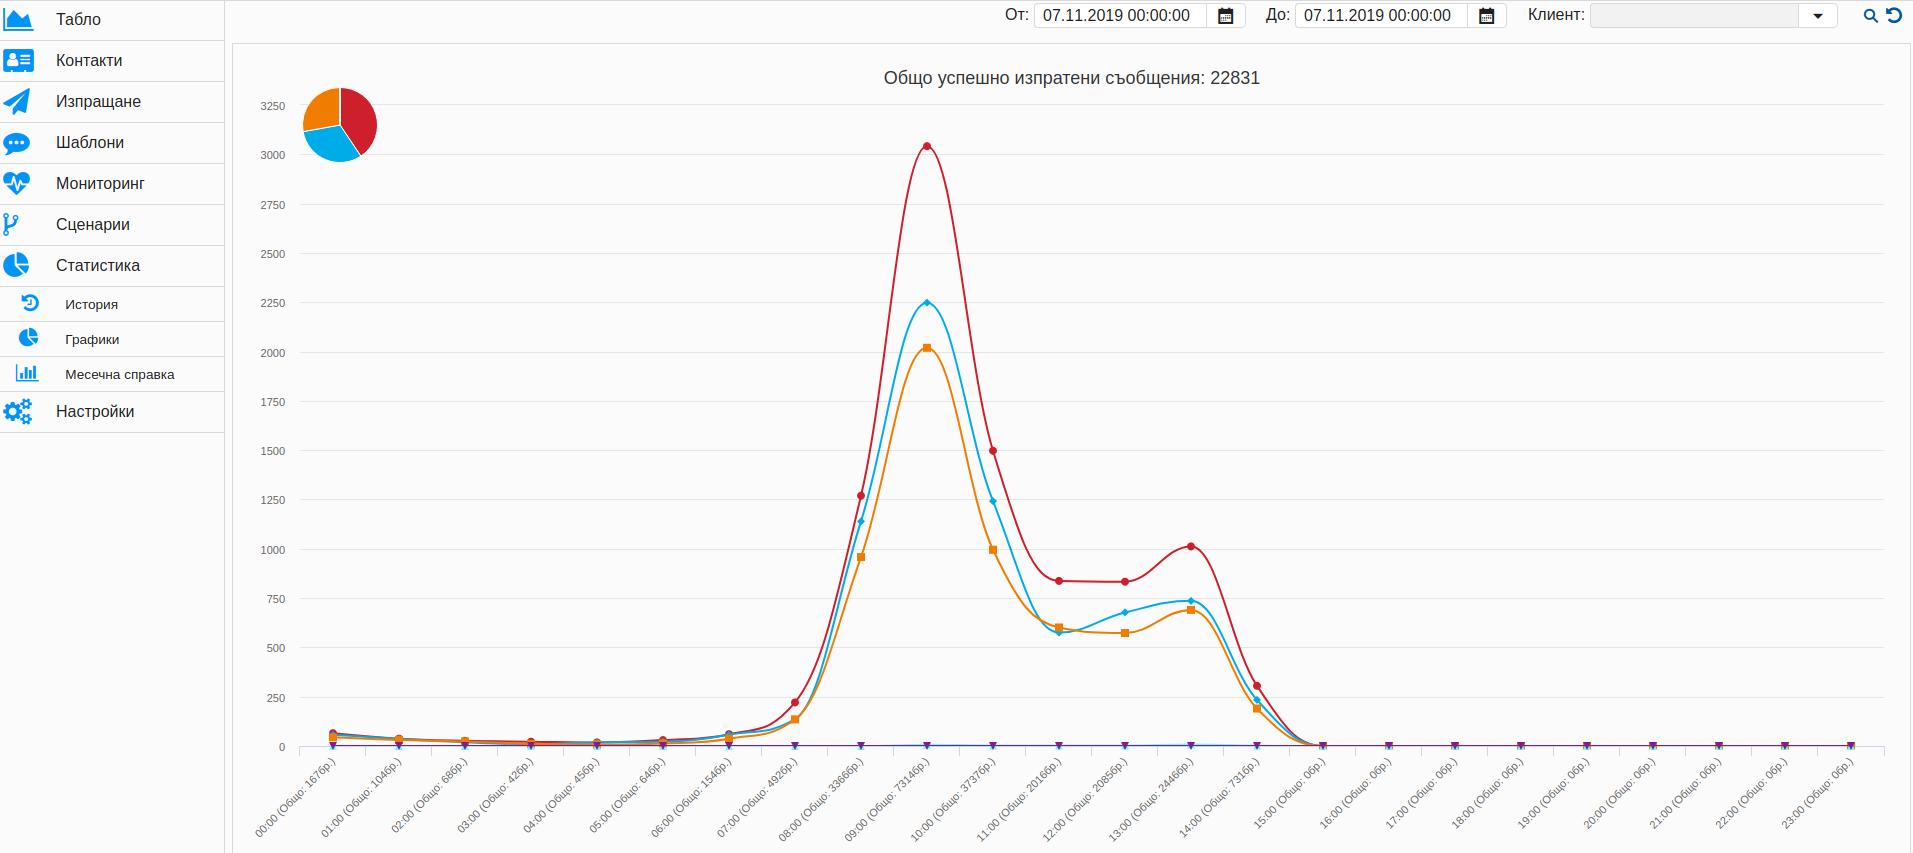 Табло
Контакти
Изпращане
Шаблони
Мониторинг
Сценарии
Статистика
История
Графики
Месечна справка
Настройки
От: 07.11.2019 00:00:00 До: 07.11.2019 00:00:00 Клиент:
Общо успешно изпратени съобщения: 22831
3250
3000
2750
2500
2250
2000
1750
1500
1250
1000
750
500
250
0
00:00 (Общо: 167бр.)
01:00 (Общо: 104бр.)
02:00 (Общо: 68бр.)
03:00 (Общо: 42бр.)
04:00 (Общо: 45бр.)
05:00 (Общо: 64бр.)
06:00 (Общо: 154бр.)
07:00 (Общо: 492бр.)
08:00 (Общо: 3366бр.)
09:00 (Общо: 7314бр.)
10:00 (Общо: 3737бр.)
11:00 (Общо: 2016бр.)
12:00 (Общо: 2085бр.)
13:00 (Общо: 2446бр.)
14:00 (Общо: 731бр.)
15:00 (Общо: 0бр.)
16:00 (Общо: 0бр.)
17:00 (Общо: 0бр.)
18:00 (Общо: 0бр.)
19:00 (Общо: 0бр.)
20:00 (Общо: 0бр.)
21:00 (Общо: 0бр.)
22:00 (Общо: 0бр.)
23:00 (Общо: 0бр.)